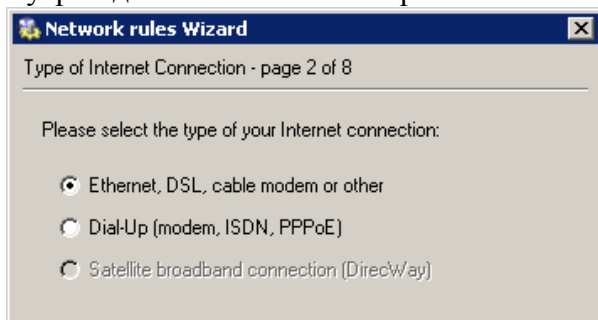 Network rules Wizard
Type of Internet Connection - page 2 of 8
Please select the type of your Internet connection:
Ethernet, DSL, cable modem or other
Dial-Up (modem, ISDN, PPPoE)
Satellite broadband connection (DirecWay)